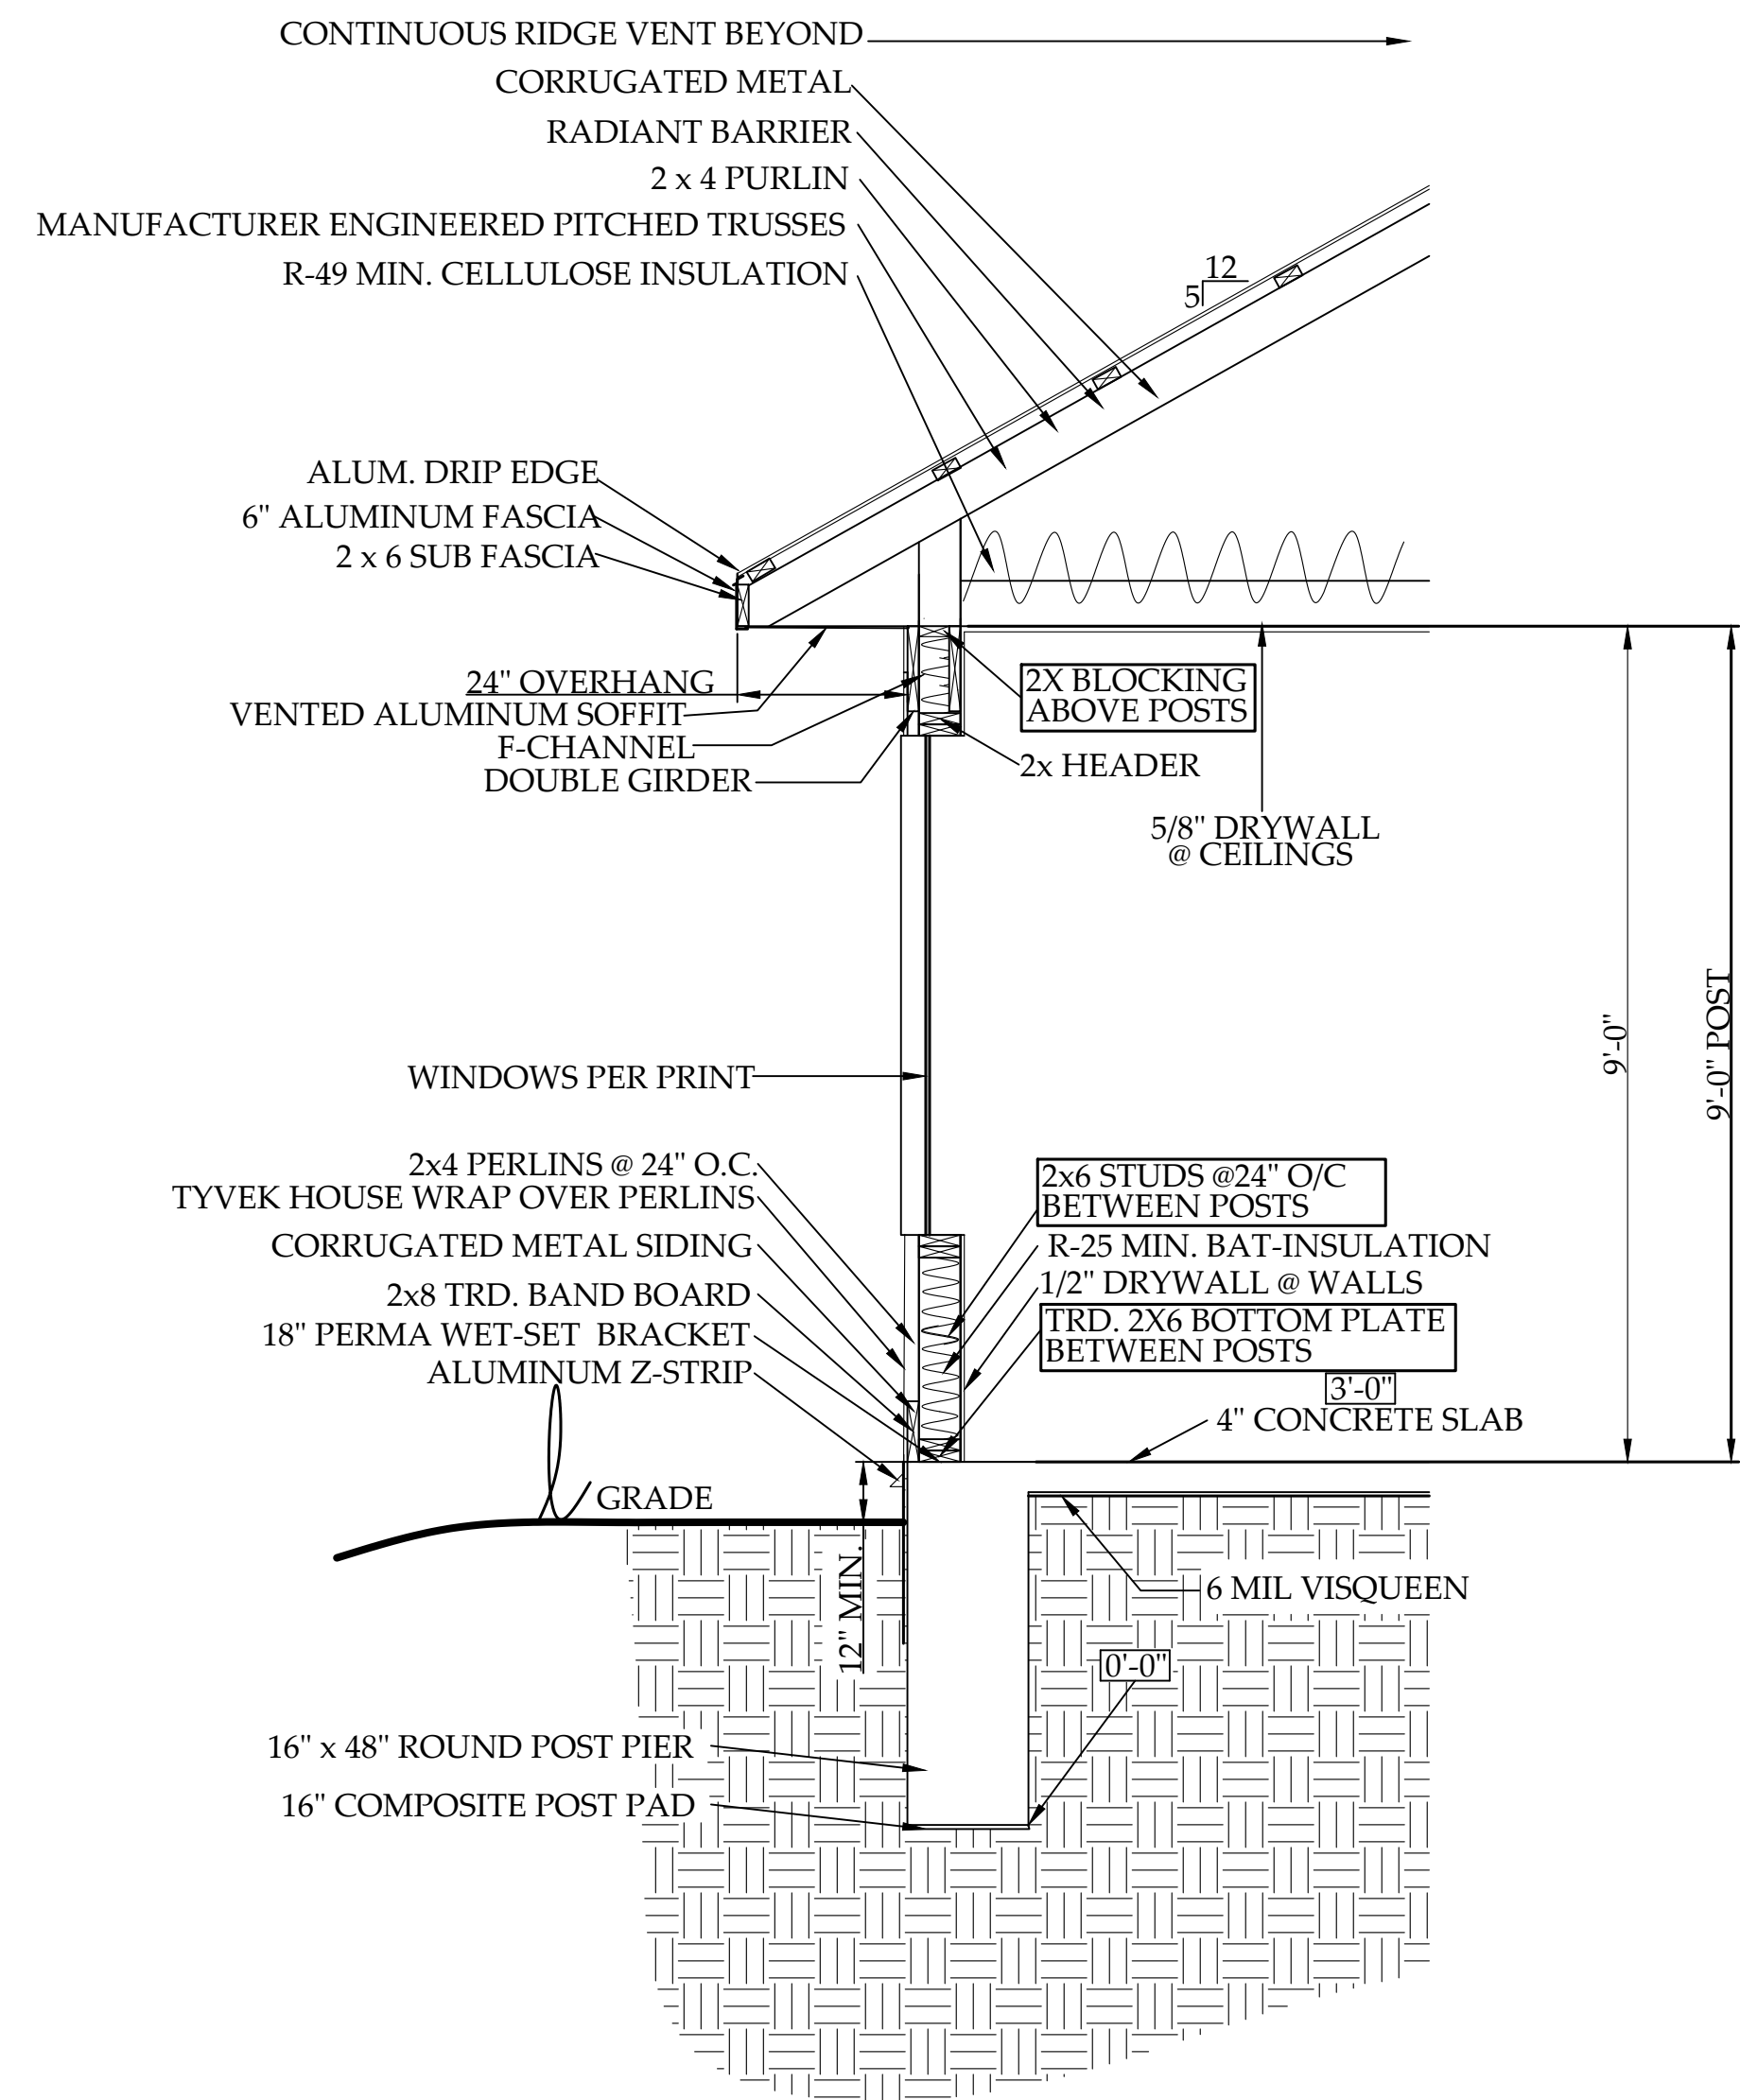 CONTINUOUS RIDGE VENT BEYOND
CORRUGATED METAL
RADIANT BARRIER
2 x 4 PURLIN
MANUFACTURER ENGINEERED PITCHED TRUSSES
R-49 MIN. CELLULOSE INSULATION
12
5
ALUM. DRIP EDGE
6" ALUMINUM FASCIA
2 x 6 SUB FASCIA
24" OVERHANG
VENTED ALUMINUM SOFFIT
F-CHANNEL
DOUBLE GIRDER
2X BLOCKING
ABOVE POSTS
2x HEADER
5/8" DRYWALL
@ CEILINGS
9'-0"
9'-0" POST
WINDOWS PER PRINT
2x4 PERLINS @ 24" O.C.
TYVEK HOUSE WRAP OVER PERLINS
CORRUGATED METAL SIDING
2x8 TRD. BAND BOARD
18" PERMA WET-SET BRACKET
ALUMINUM Z-STRIP
2x6 STUDS @24" O/C
BETWEEN POSTS
R-25 MIN. BAT-INSULATION
1/2" DRYWALL @ WALLS
TRD. 2X6 BOTTOM PLATE
BETWEEN POSTS
3'-0"
4" CONCRETE SLAB
GRADE
12" MIN.
6 MIL VISQUEEN
0'-0"
16" x 48" ROUND POST PIER
16" COMPOSITE POST PAD